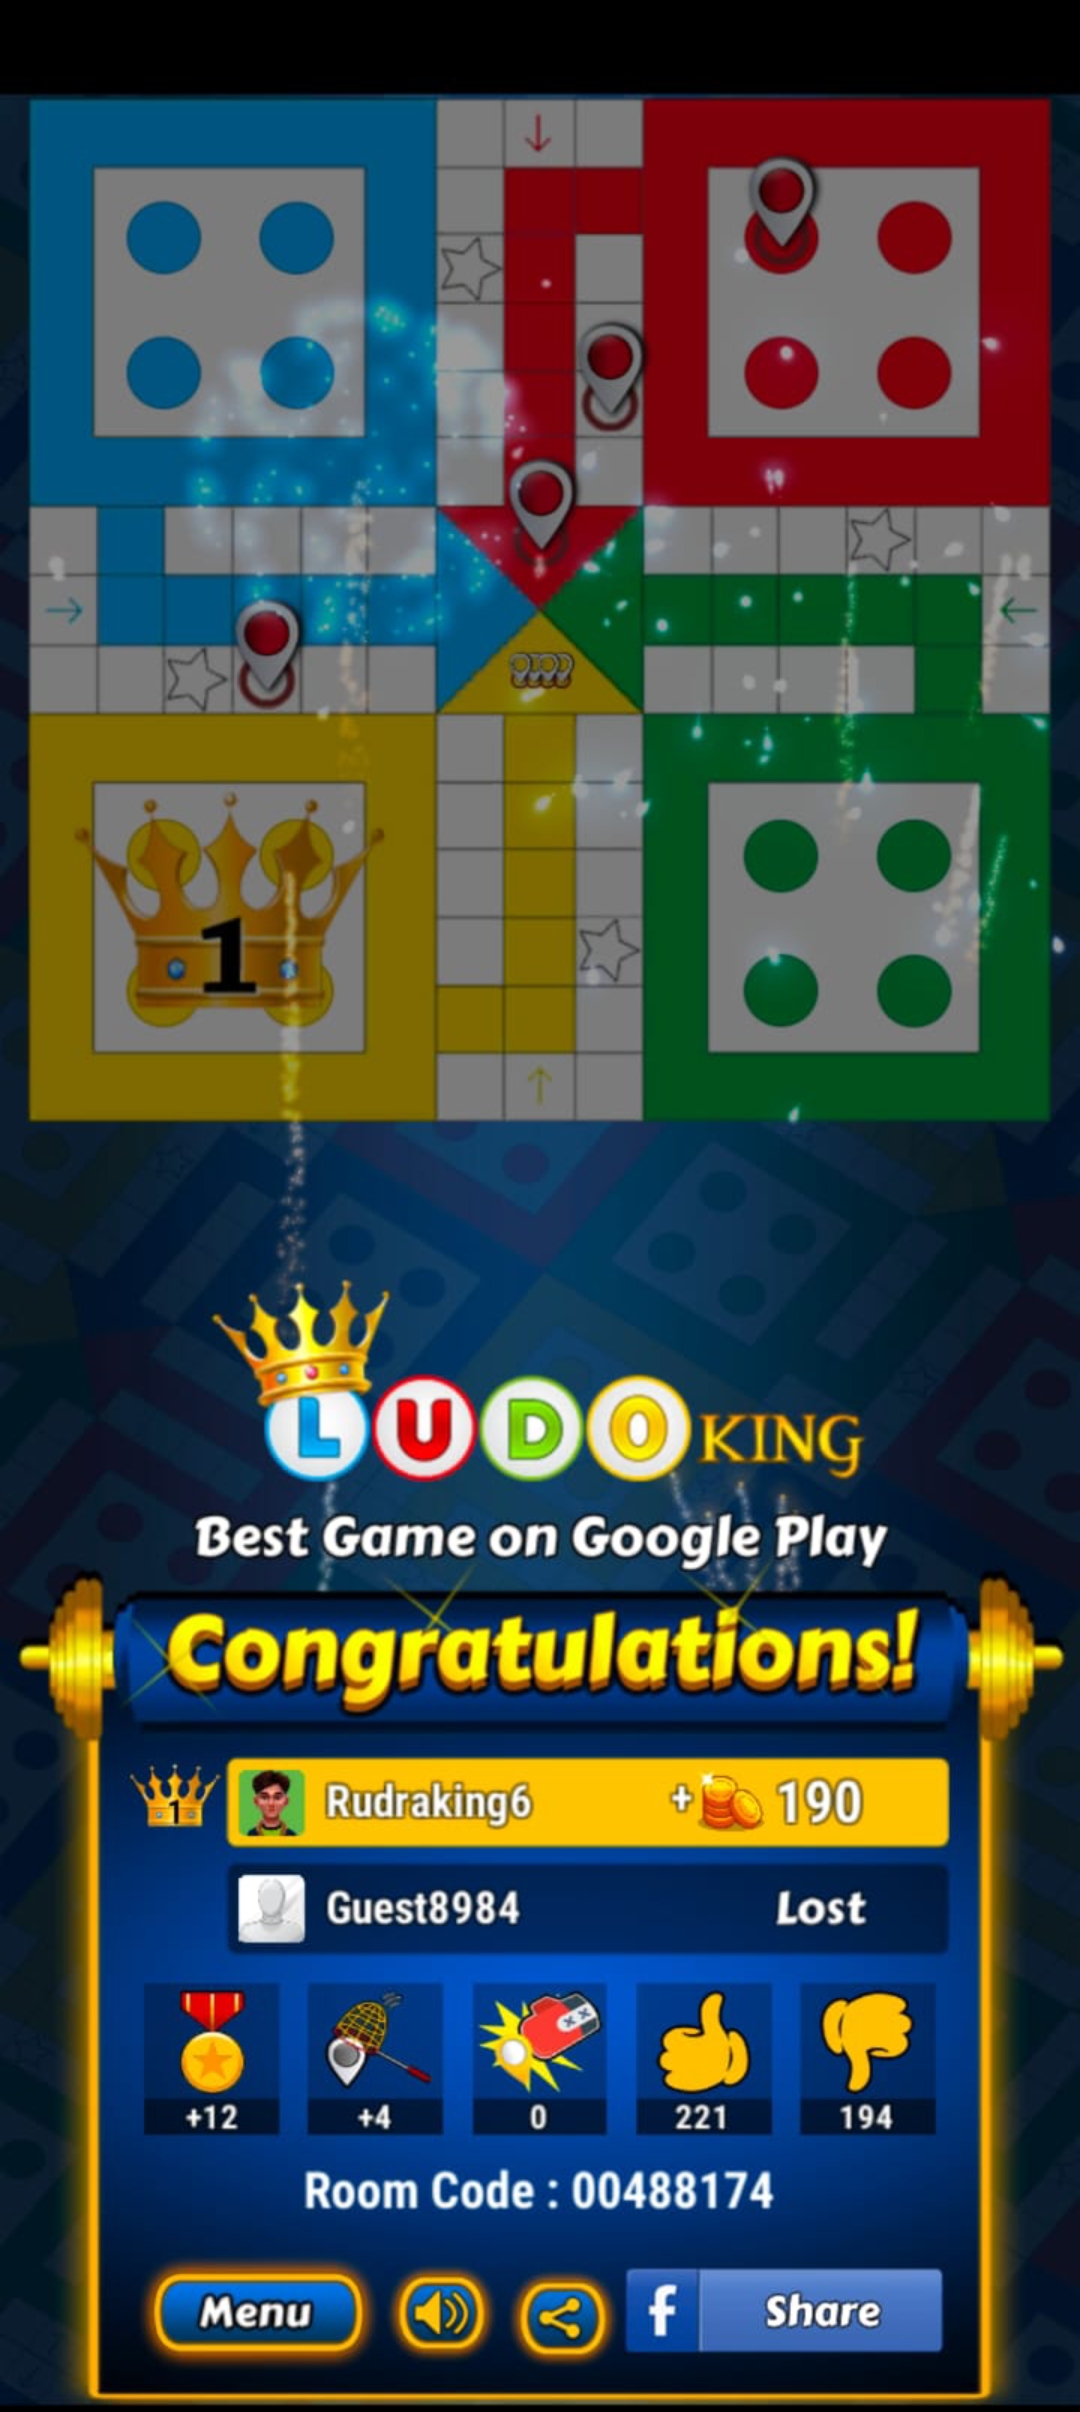 1
LUDO KING
Best Game on Google Play
Congratulations!
1 Rudraking6 + 190
Guest8984 Lost
+12 +4 0 221 194
Room Code : 00488174
Menu f Share